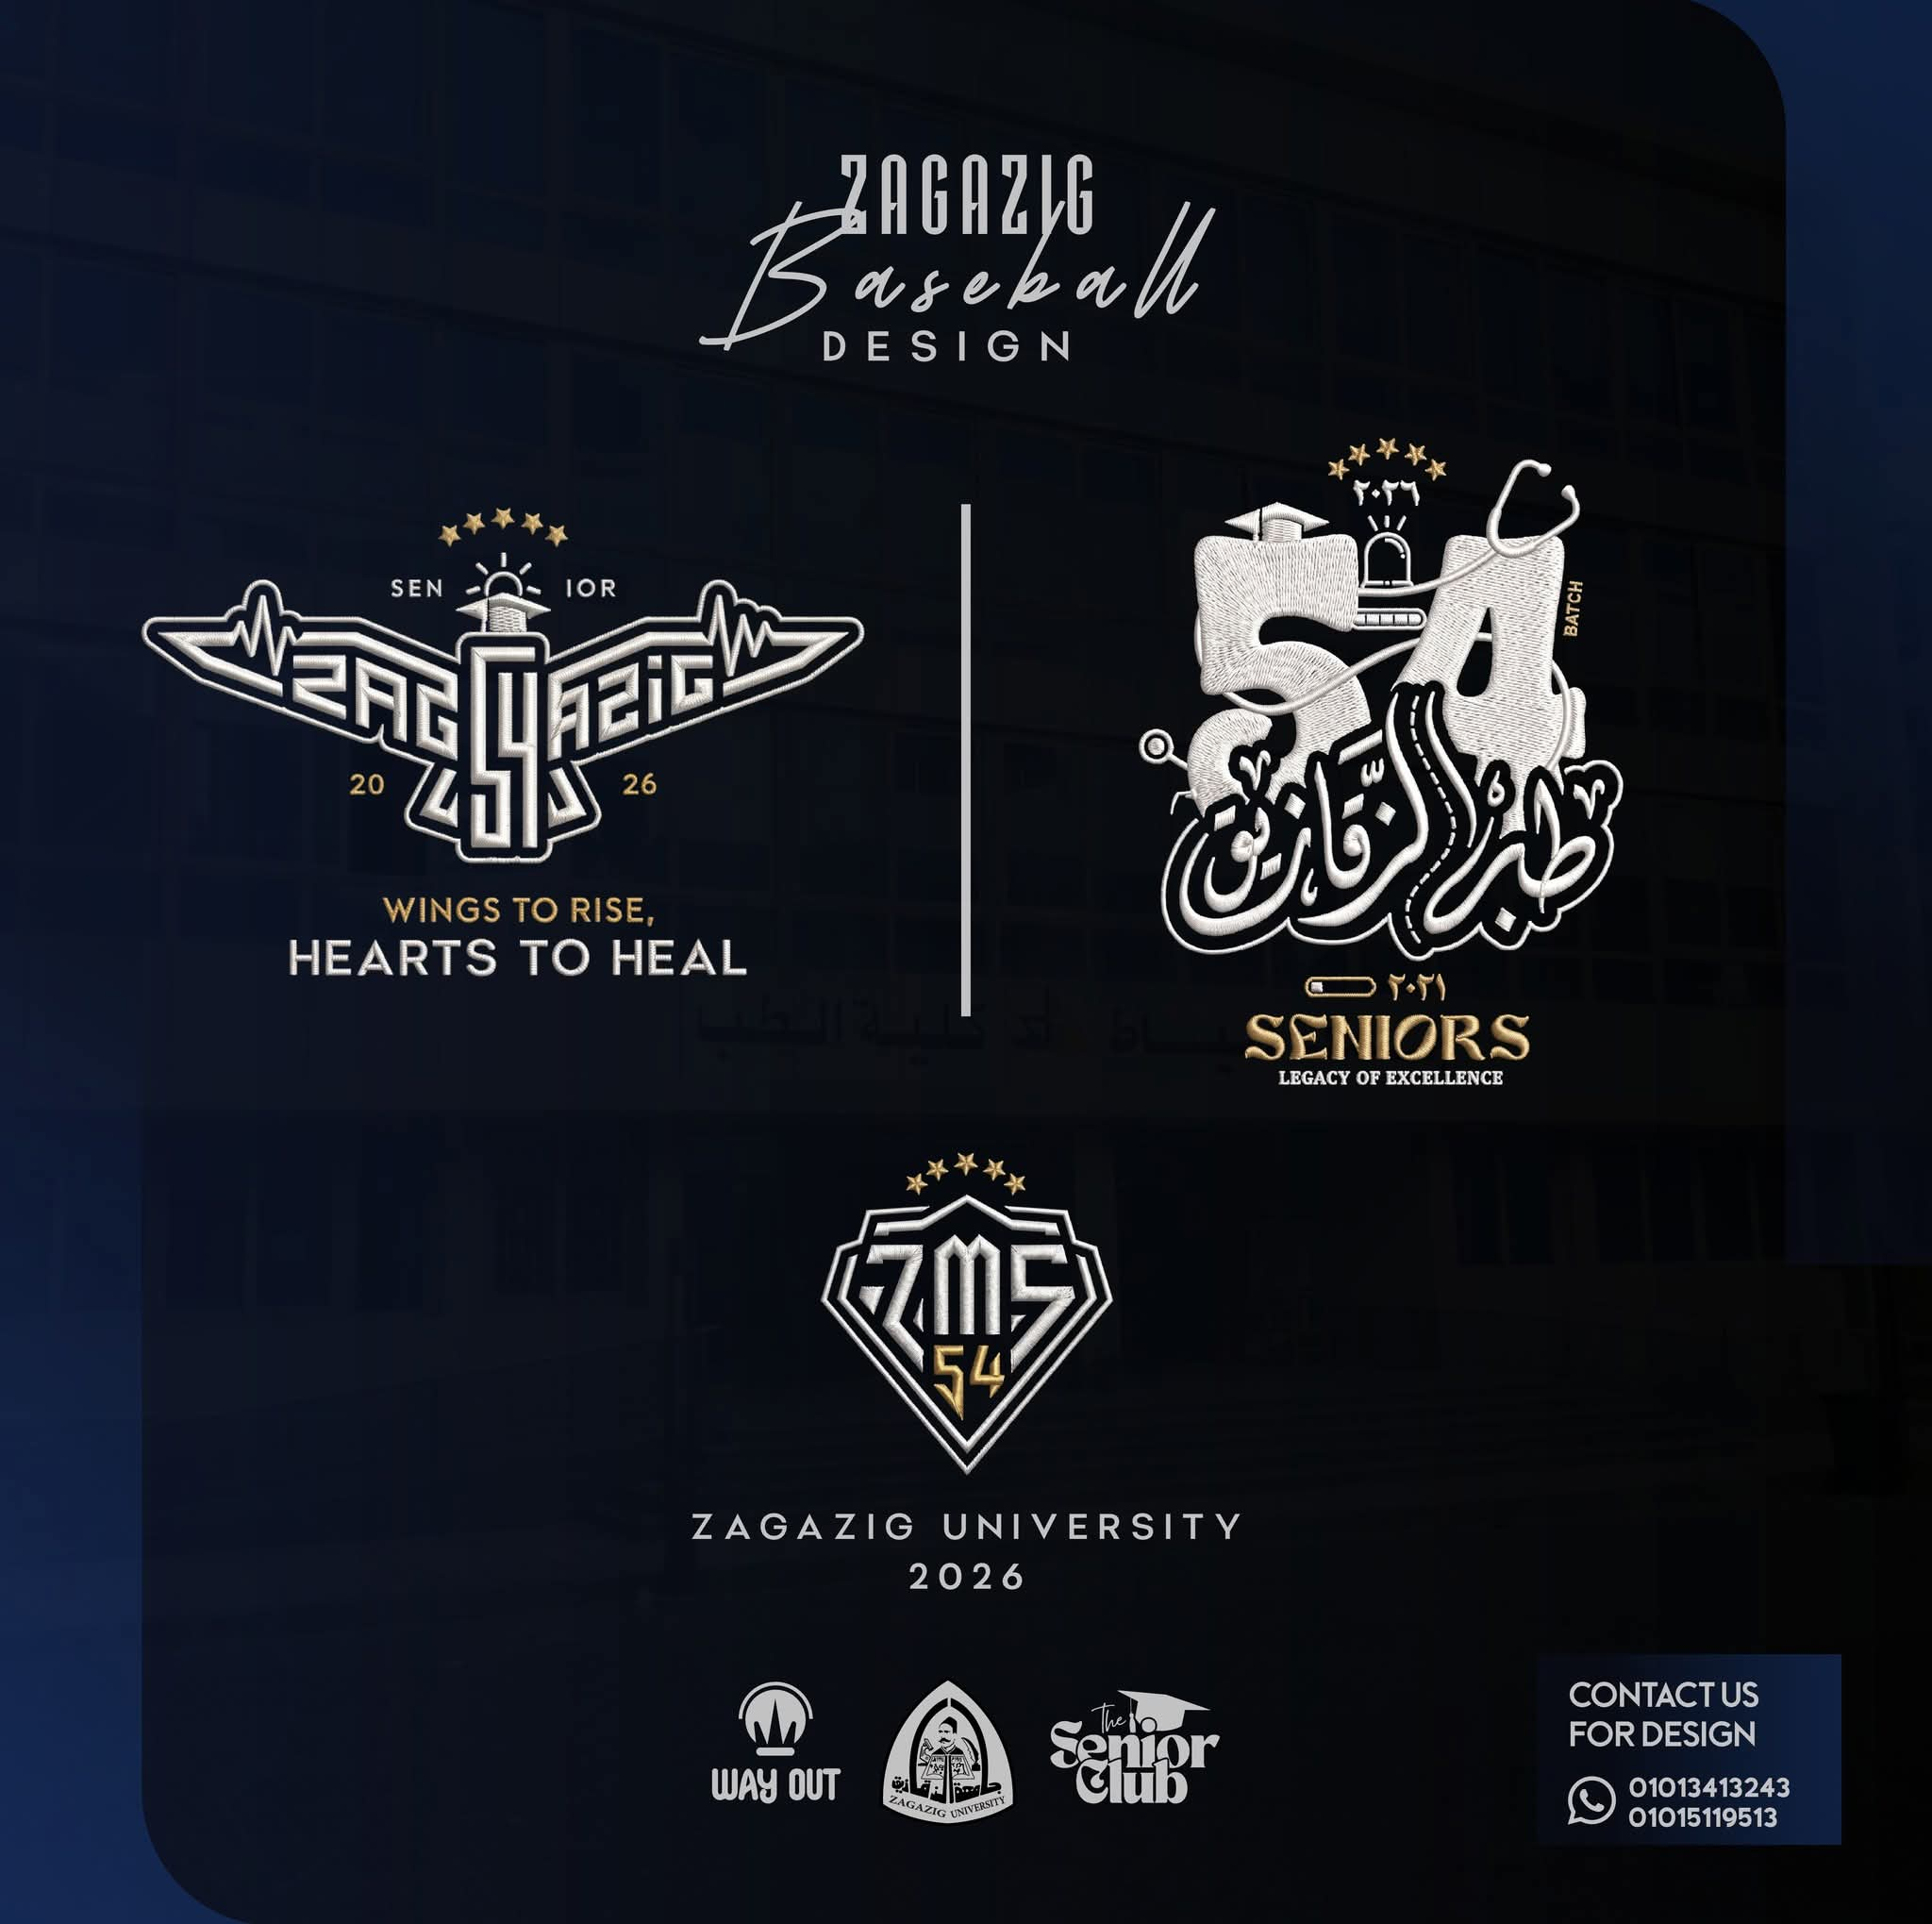 ZAGAZIG
Baseball
DESIGN
SEN IOR
ZAG 54 AZIG
20 26
WINGS TO RISE,
HEARTS TO HEAL
٢٠٢٦
54
BATCH
طب الزقازيق
٢٠٢١
SENIORS
LEGACY OF EXCELLENCE
ZMS
54
ZAGAZIG UNIVERSITY
2026
WAY OUT
جامعة الزقازيق
ZAGAZIG UNIVERSITY
The
Senior
Club
CONTACT US
FOR DESIGN
01013413243
01015119513